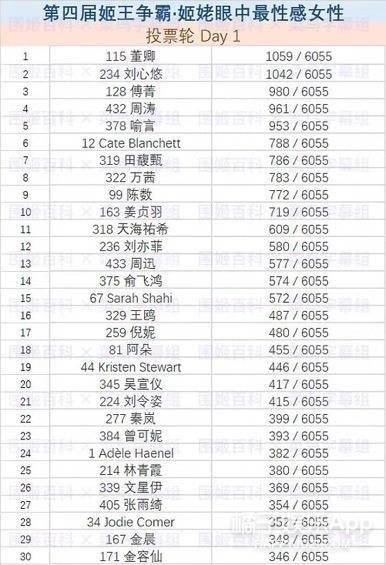 第四届姬王争霸·姬姥眼中最性感女性
投票轮 Day 1
1 115 董卿 1059 / 6055
2 234 刘心悠 1042 / 6055
3 128 傅菁 980 / 6055
4 432 周涛 961 / 6055
5 378 喻言 953 / 6055
6 12 Cate Blanchett 788 / 6055
7 319 田馥甄 786 / 6055
8 322 万茜 783 / 6055
9 99 陈数 772 / 6055
10 163 姜贞羽 719 / 6055
11 318 天海祐希 609 / 6055
12 236 刘亦菲 580 / 6055
13 433 周迅 577 / 6055
14 375 俞飞鸿 574 / 6055
15 67 Sarah Shahi 572 / 6055
16 329 王鸥 487 / 6055
17 259 倪妮 480 / 6055
18 81 阿朵 455 / 6055
19 44 Kristen Stewart 446 / 6055
20 345 吴宣仪 417 / 6055
21 224 刘令姿 415 / 6055
22 277 秦岚 399 / 6055
23 384 曾可妮 393 / 6055
24 1 Adèle Haenel 382 / 6055
25 214 林青霞 380 / 6055
26 339 文星伊 369 / 6055
27 405 张雨绮 354 / 6055
28 34 Jodie Comer 352 / 6055
29 167 金晨 348 / 6055
30 171 金容仙 346 / 6055